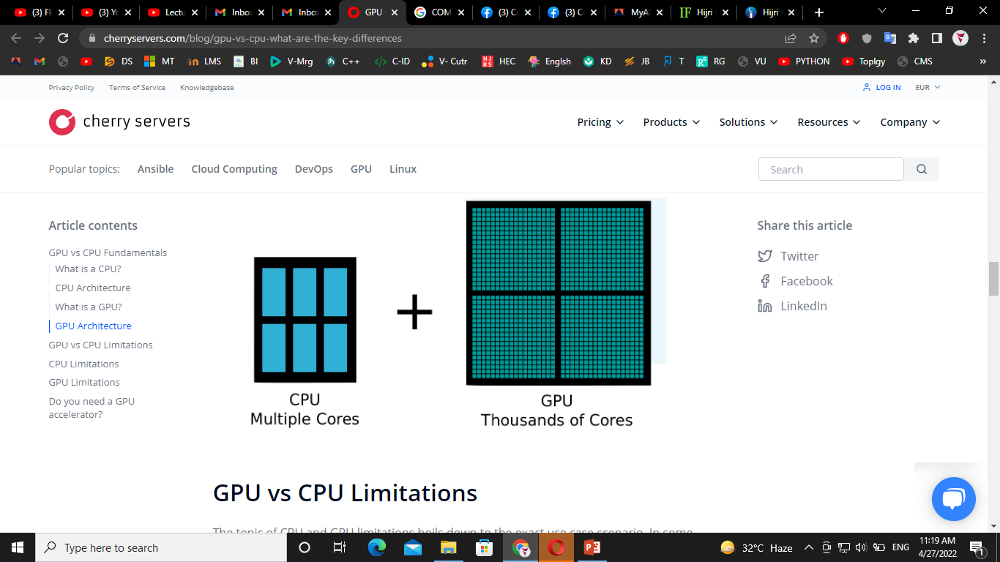 (3) Fl
(3) Yo
Lectu
Inbox
Inbox
GPU
COM
(3) C
(3) C
MyAl
Hijri
Hijri
cherryservers.com/blog/gpu-vs-cpu-what-are-the-key-differences
DS
MT
LMS
BI
V-Mrg
C++
C-ID
V- Cutr
HEC
Englsh
KD
JB
T
RG
VU
PYTHON
Toplgy
CMS
»
Privacy Policy
Terms of Service
Knowledgebase
LOG IN
EUR
cherry servers
Pricing
Products
Solutions
Resources
Company
Popular topics:
Ansible
Cloud Computing
DevOps
GPU
Linux
Search
Article contents
GPU vs CPU Fundamentals
What is a CPU?
CPU Architecture
What is a GPU?
GPU Architecture
GPU vs CPU Limitations
CPU Limitations
GPU Limitations
Do you need a GPU
accelerator?
+
CPU
Multiple Cores
GPU
Thousands of Cores
Share this article
Twitter
Facebook
LinkedIn
GPU vs CPU Limitations
The topic of CPU and GPU limitations boils down to the exact use case scenario. In some
Type here to search
32°C Haze
ENG
11:19 AM
4/27/2022
1